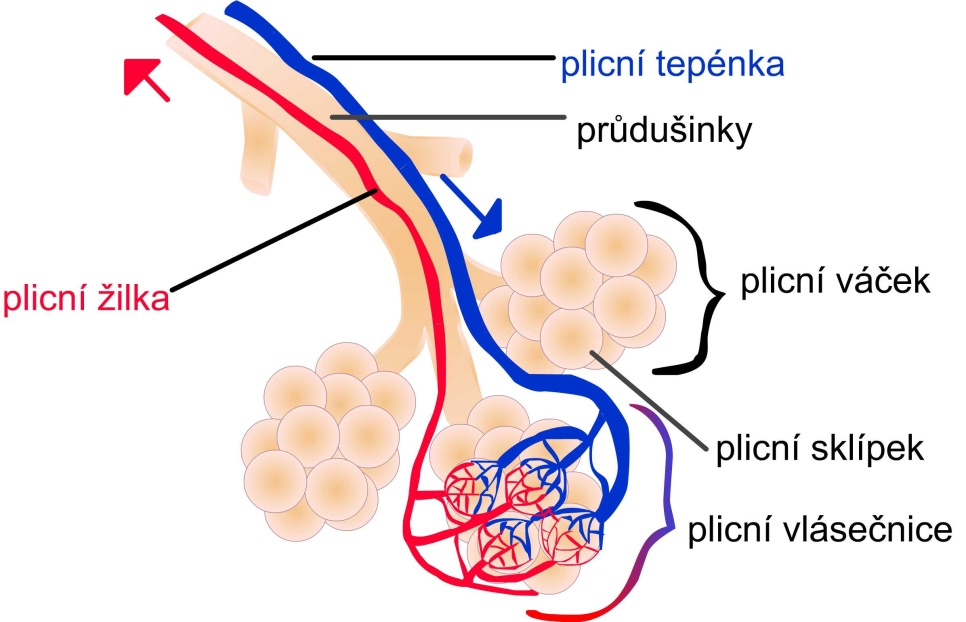 plicní tepénka
průdušinky
plicní váček
plicní žilka
plicní sklípek
plicní vlásečnice